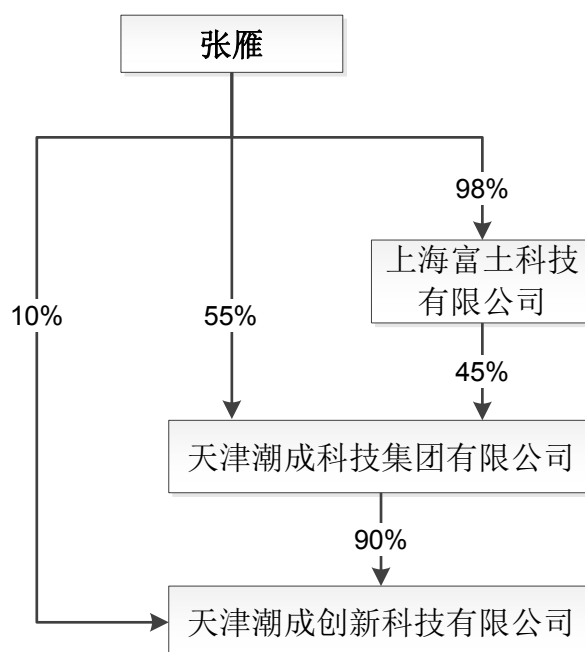 张雁
98%
上海富土科技
有限公司
10%
55%
45%
天津潮成科技集团有限公司
90%
天津潮成创新科技有限公司